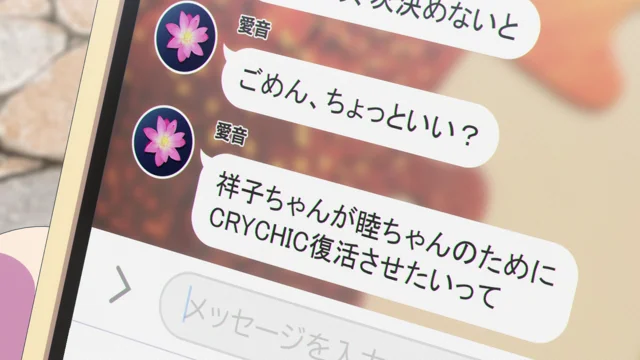 決めないと
愛音
ごめん、ちょっといい？
愛音
祥子ちゃんが睦ちゃんのために
CRYCHIC復活させたいって
メッセージを入力